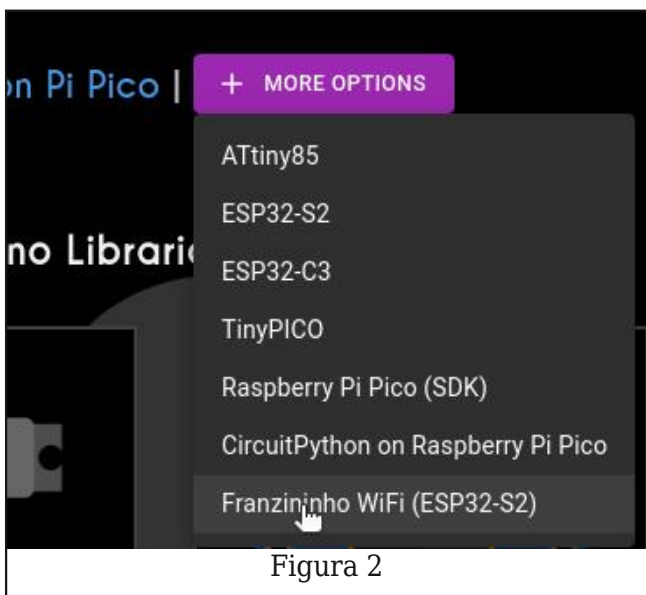 on Pi Pico | + MORE OPTIONS
ATtiny85
ESP32-S2
no Librari
ESP32-C3
TinyPICO
Raspberry Pi Pico (SDK)
CircuitPython on Raspberry Pi Pico
Franzininho WiFi (ESP32-S2)
Figura 2